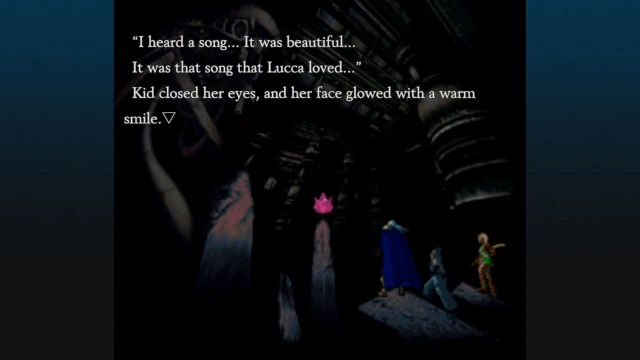 “I heard a song... It was beautiful...
It was that song that Lucca loved...”
Kid closed her eyes, and her face glowed with a warm
smile.▽